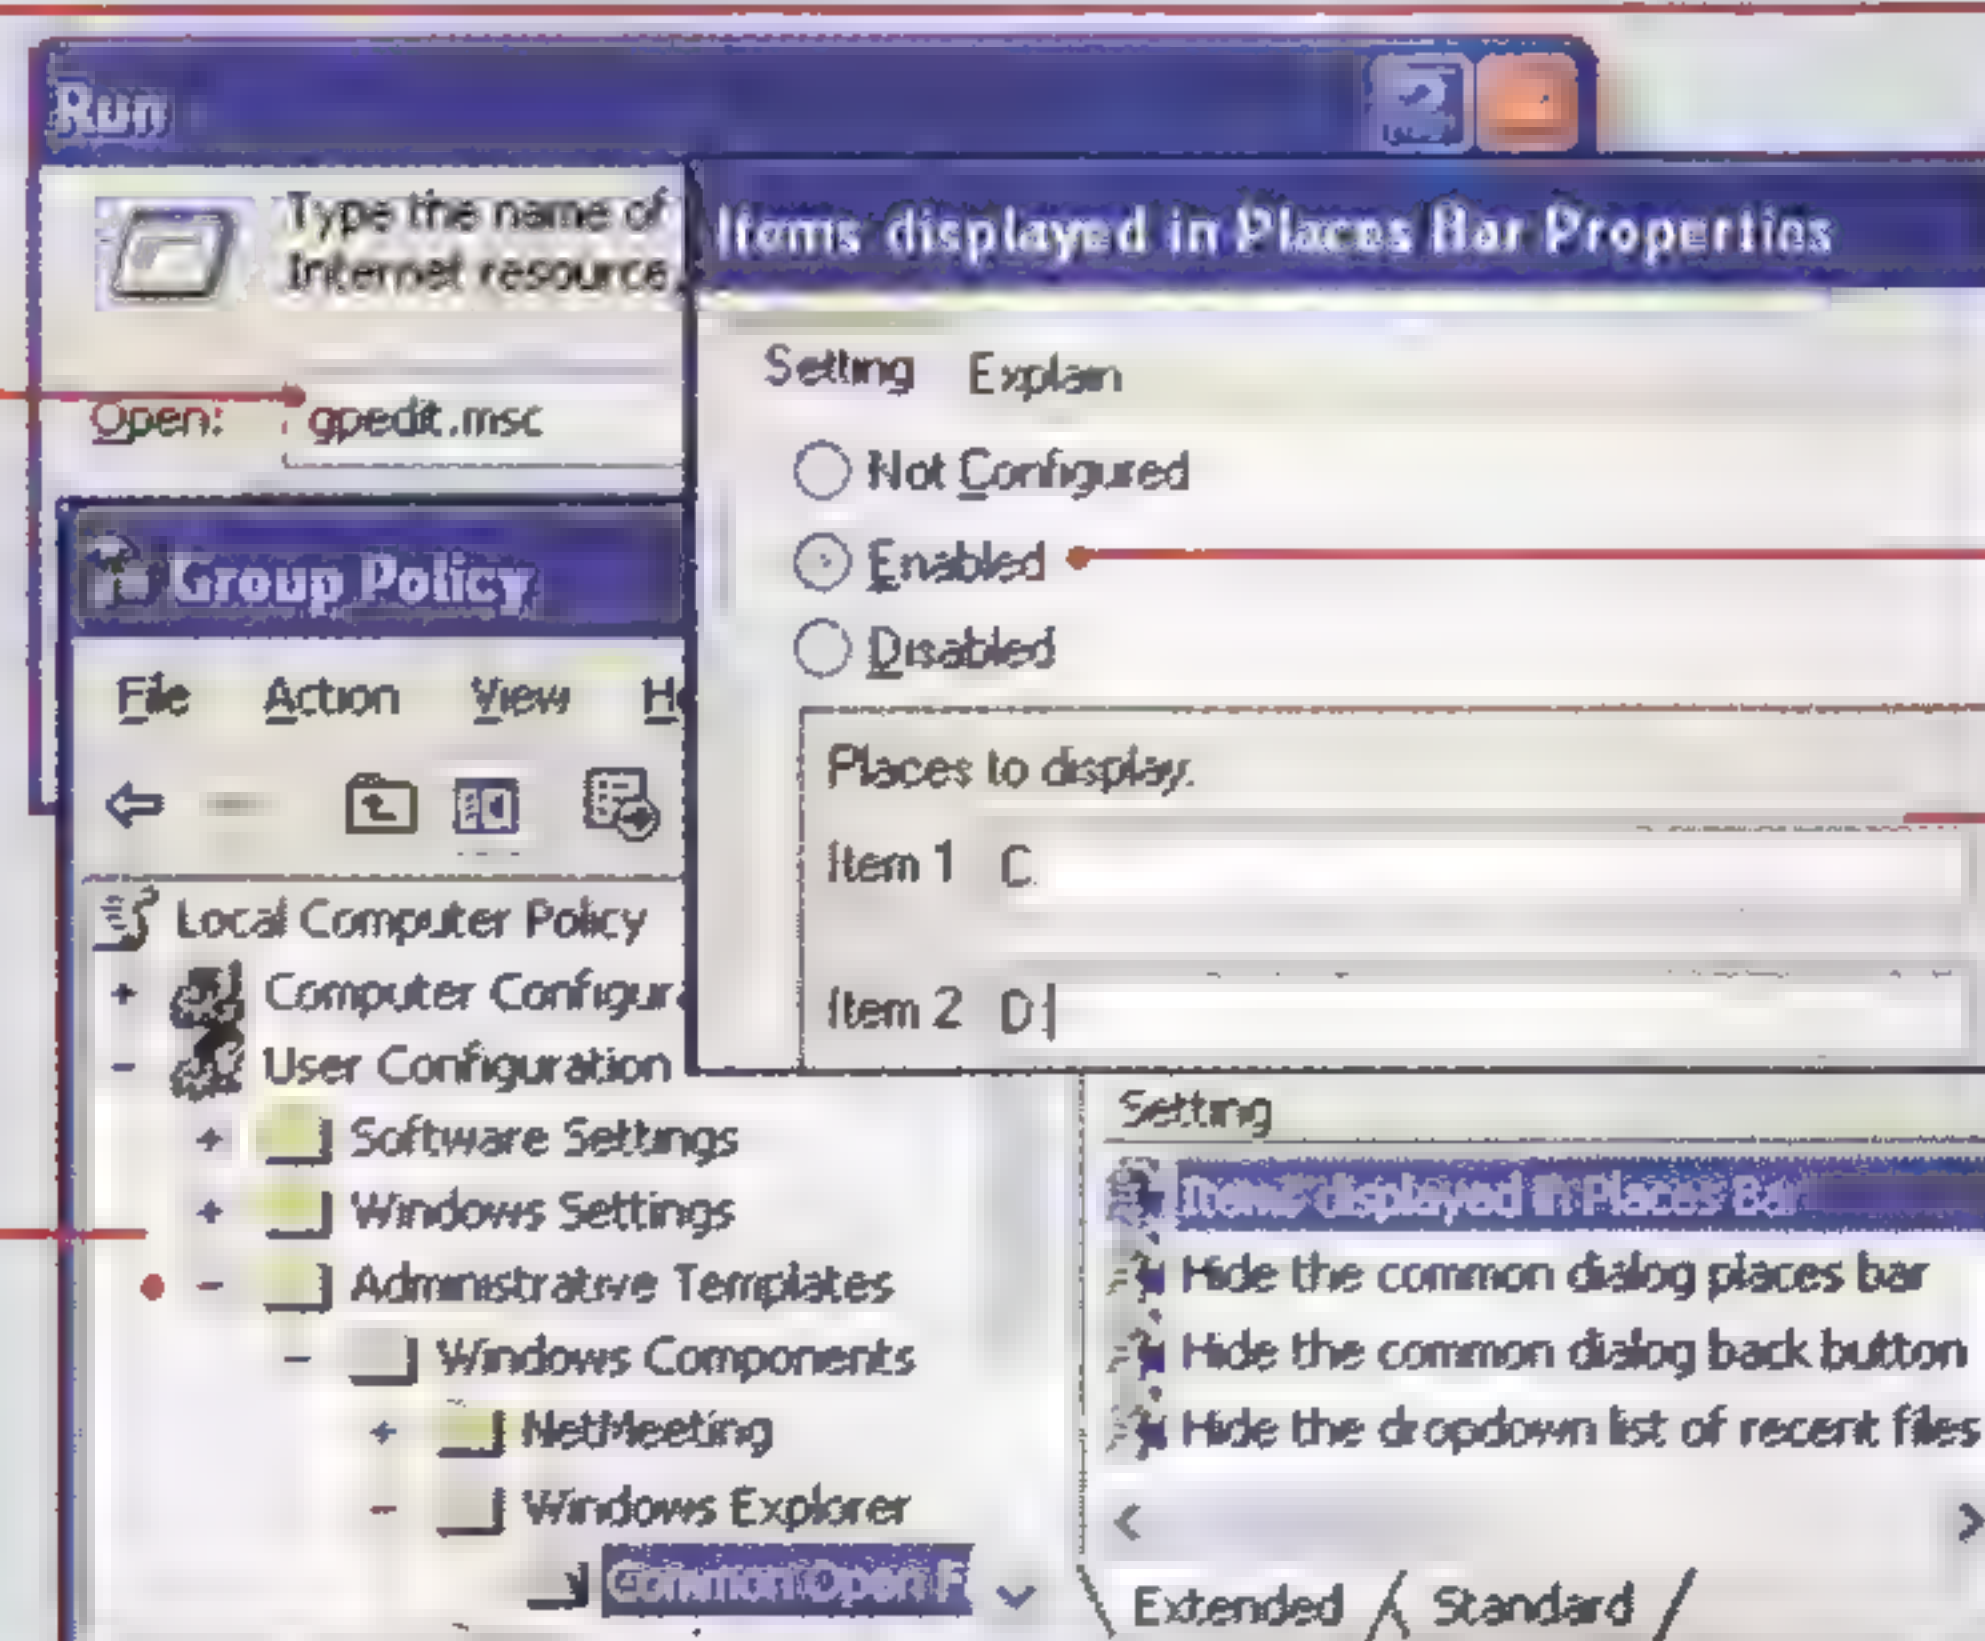 Run
Type the name of
Internet resource
Open: gpedit.msc
Items displayed in Places Bar Properties
Setting Explain
Not Configured
Enabled
Disabled
Places to display.
Item 1 C
Item 2 D:
Group Policy
File Action View He
Local Computer Policy
Computer Configura
User Configuration
Software Settings
Windows Settings
Administrative Templates
Windows Components
NetMeeting
Windows Explorer
Common Open F
Setting
Items displayed in Places Bar
Hide the common dialog places bar
Hide the common dialog back button
Hide the dropdown list of recent files
Extended Standard